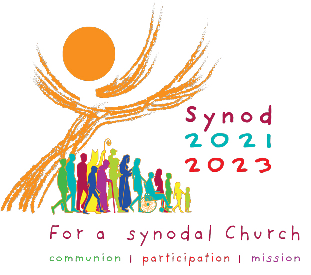 Synod
2021
2023
For a synodal Church
communion | participation | mission